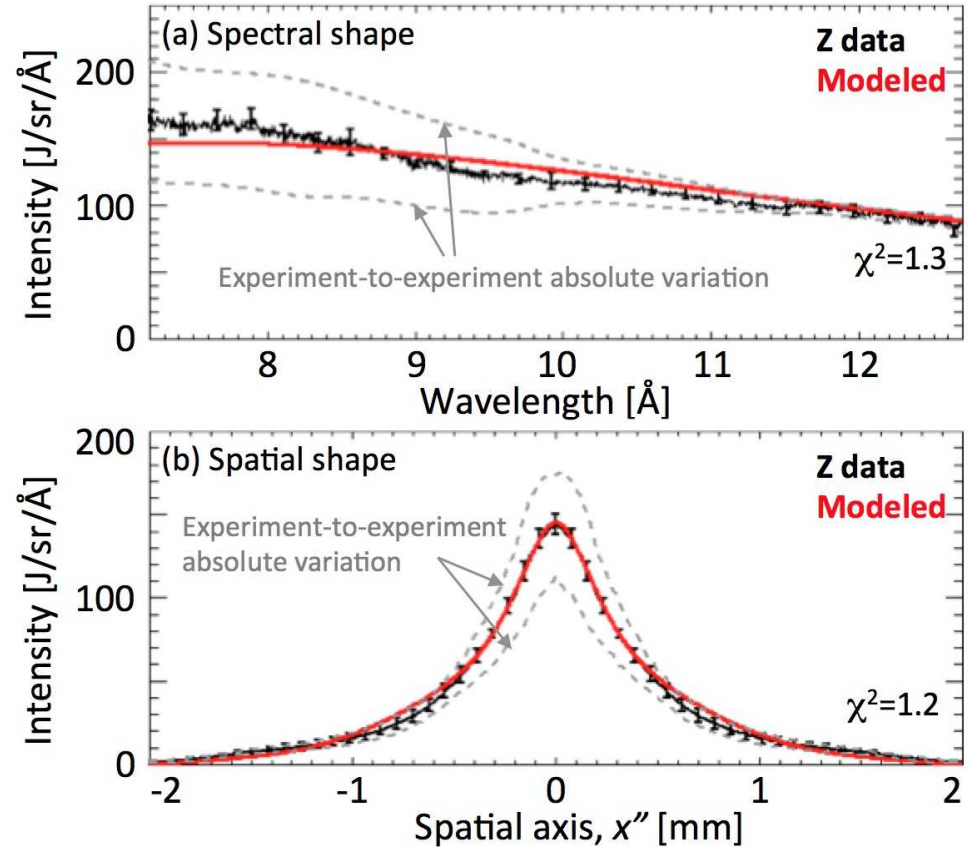 (a) Spectral shape
Z data
Modeled
200
100
0
Intensity [J/sr/Å]
Experiment-to-experiment absolute variation
χ²=1.3
8 9 10 11 12
Wavelength [Å]
(b) Spatial shape
Z data
Modeled
200
100
0
Intensity [J/sr/Å]
Experiment-to-experiment
absolute variation
χ²=1.2
-2 -1 0 1 2
Spatial axis, x” [mm]